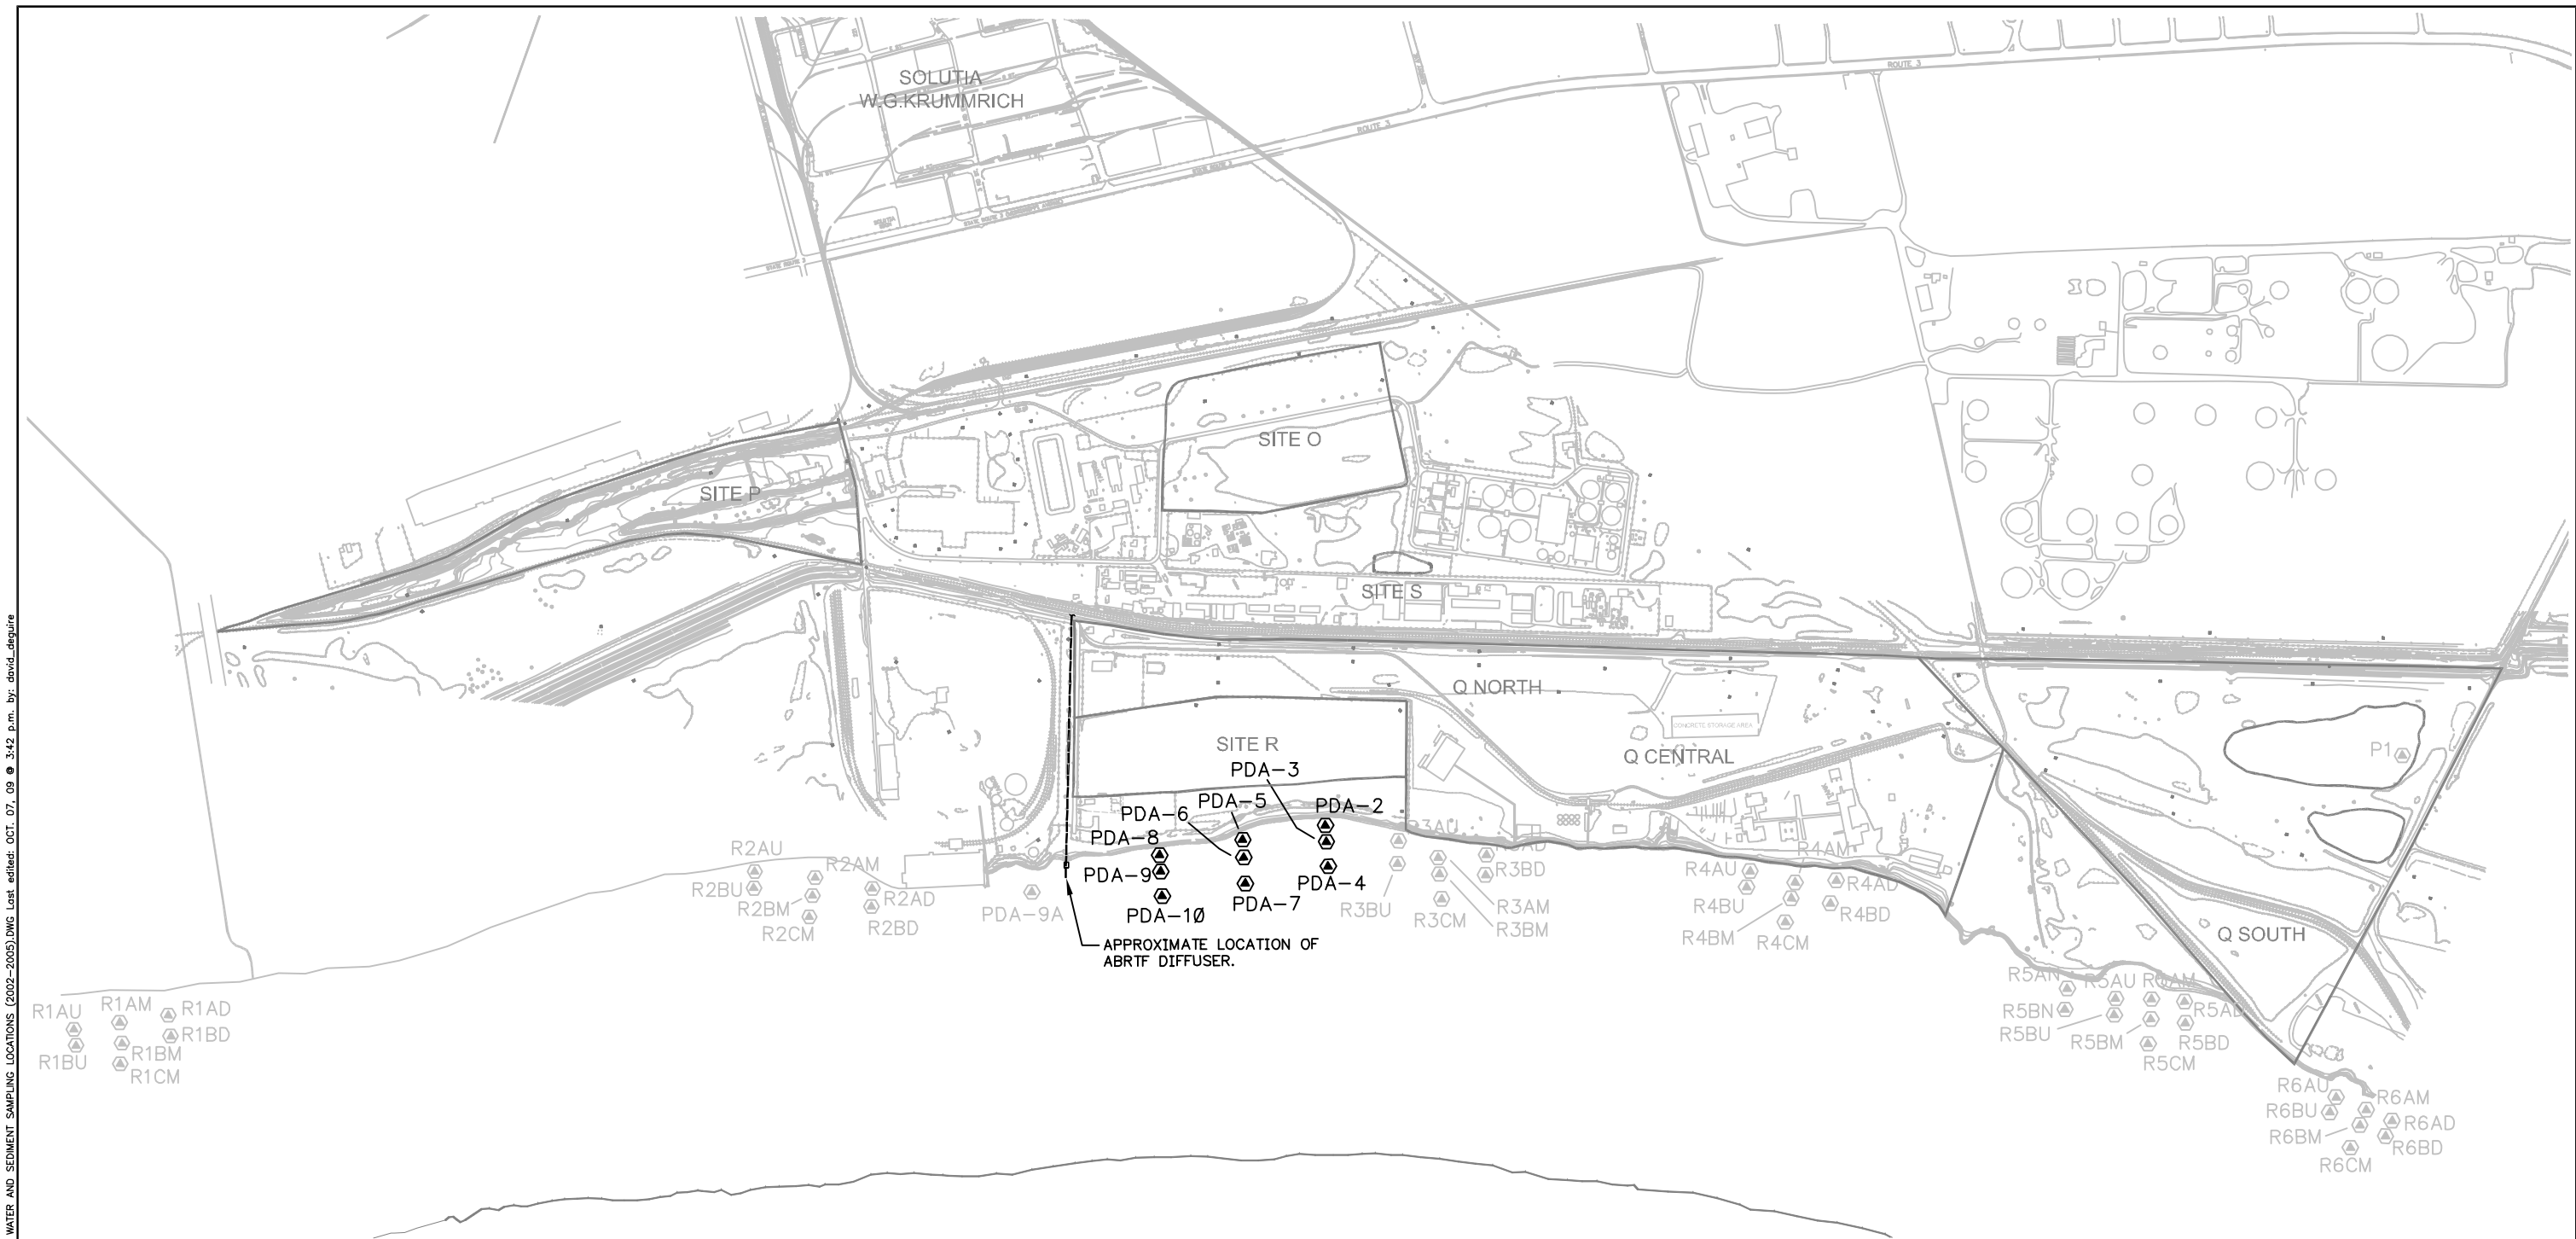 SOLUTIA
W.G.KRUMMRICH
ROUTE 3
ROUTE 3
STATE ROUTE 3
SITE O
SITE P
SITE S
Q NORTH
CONCRETE STORAGE AREA
SITE R
Q CENTRAL
P1
PDA-3
PDA-5
PDA-2
PDA-6
PDA-8
R3AU
R2AU
R2AM
R4AM
PDA-9
PDA-4
R3BD
R4AU
R4AD
R2BU
R2AD
PDA-7
R3BU
R3AM
R4BU
R4BD
R2BM
PDA-9A
PDA-10
R3CM
R3BM
R2CM
R2BD
R4BM
R4CM
Q SOUTH
APPROXIMATE LOCATION OF
ABRTF DIFFUSER.
R5AN
R5AU
R1AU
R1AM
R1AD
R5BN
R5AD
R1BD
R5BU
R5BM
R5BD
R1BU
R1BM
R5CM
R1CM
R6AU
R6AM
R6BU
R6AD
R6BM
R6BD
R6CM
WATER AND SEDIMENT SAMPLING LOCATIONS (2002-2005).DWG Last edited: OCT. 07, 09 @ 3:42 p.m. by: david_deguire